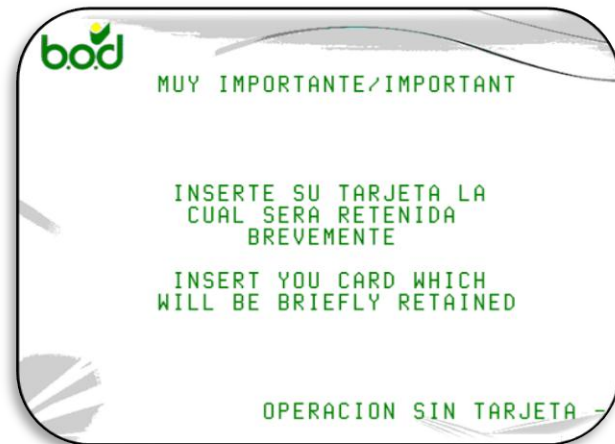 b.o.d
MUY IMPORTANTE/IMPORTANT
INSERTE SU TARJETA LA
CUAL SERA RETENIDA
BREVEMENTE
INSERT YOU CARD WHICH
WILL BE BRIEFLY RETAINED
OPERACION SIN TARJETA -